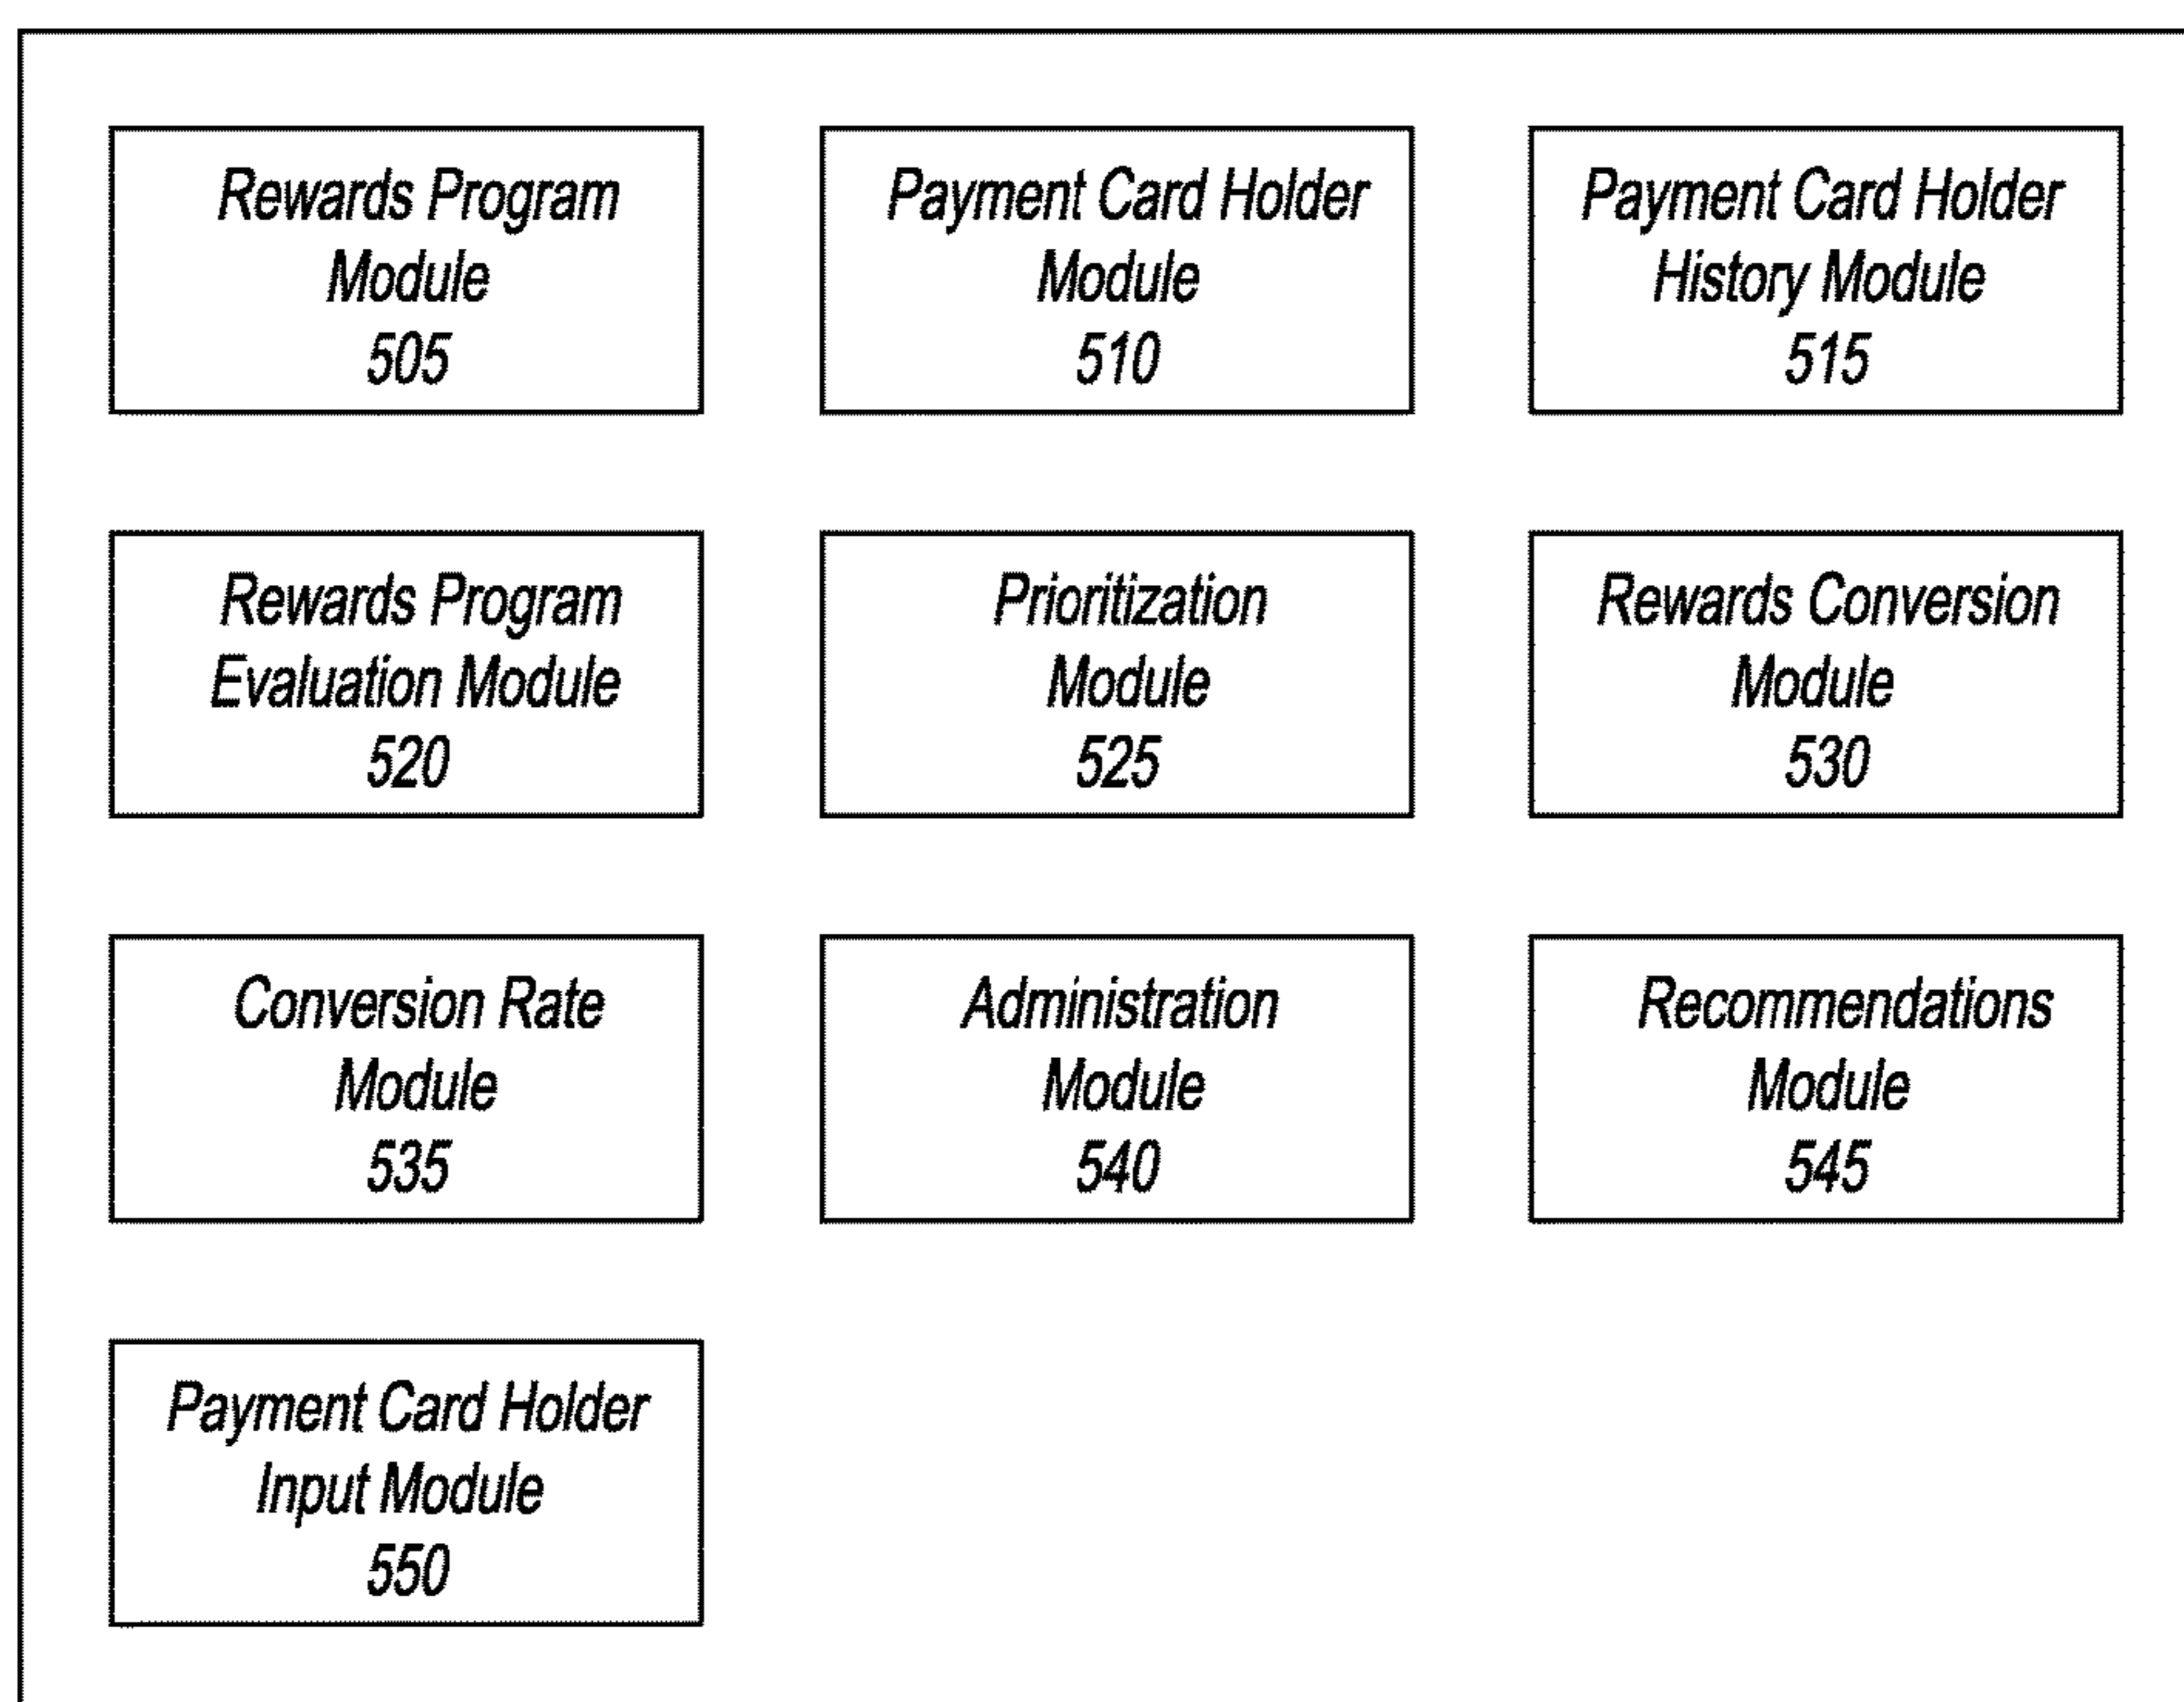 Rewards Program
Module
505
Payment Card Holder
Module
510
Payment Card Holder
History Module
515
Rewards Program
Evaluation Module
520
Prioritization
Module
525
Rewards Conversion
Module
530
Conversion Rate
Module
535
Administration
Module
540
Recommendations
Module
545
Payment Card Holder
Input Module
550